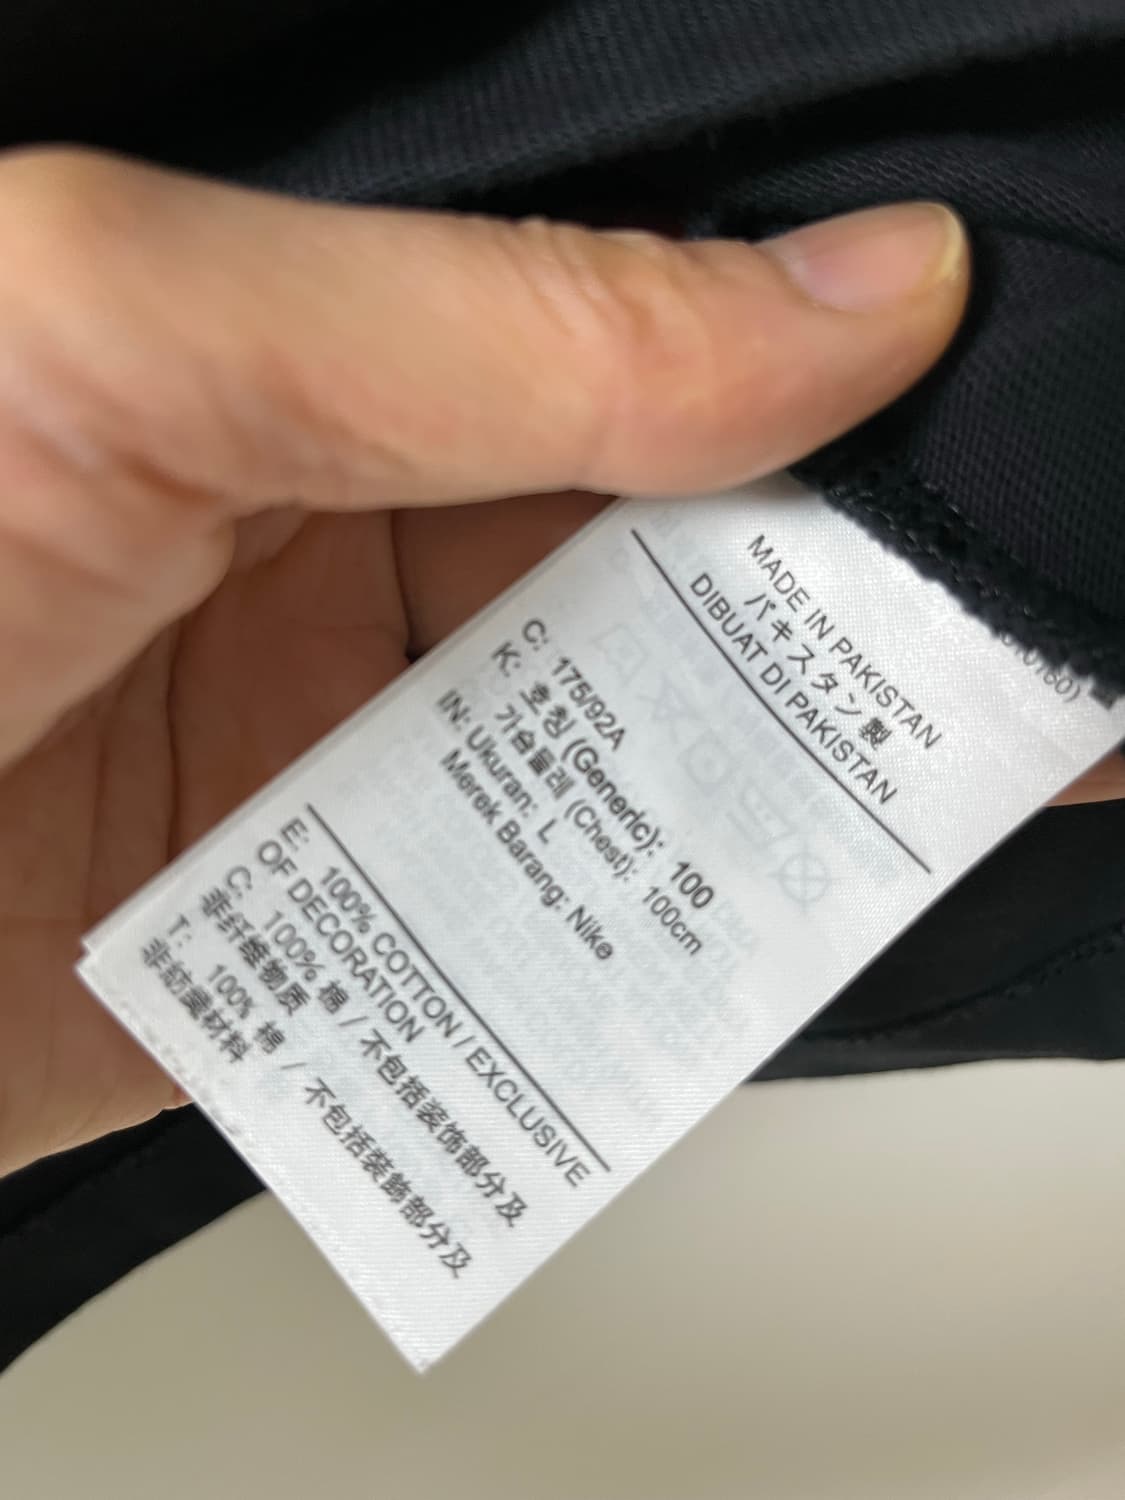 MADE IN PAKISTAN
パキスタン製
DIBUAT DI PAKISTAN
C: 175/92A
K: 호칭 (Generic): 100
가슴둘레 (Chest): 100cm
IN: Ukuran: L
Merek Barang: Nike
E: 100% COTTON / EXCLUSIVE
OF DECORATION
C: 100% 棉 / 不包括装饰部分及
非纤维物质
T: 100% 棉 / 不包括裝飾部分及
非紡織材料